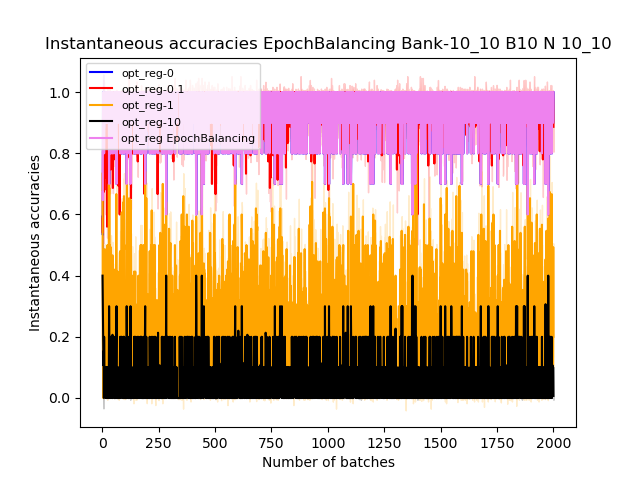 Instantaneous accuracies EpochBalancing Bank-10_10 B10 N 10_10
opt_reg-0
opt_reg-0.1
opt_reg-1
opt_reg-10
opt_reg EpochBalancing
Instantaneous accuracies
1.0
0.8
0.6
0.4
0.2
0.0
0 250 500 750 1000 1250 1500 1750 2000
Number of batches